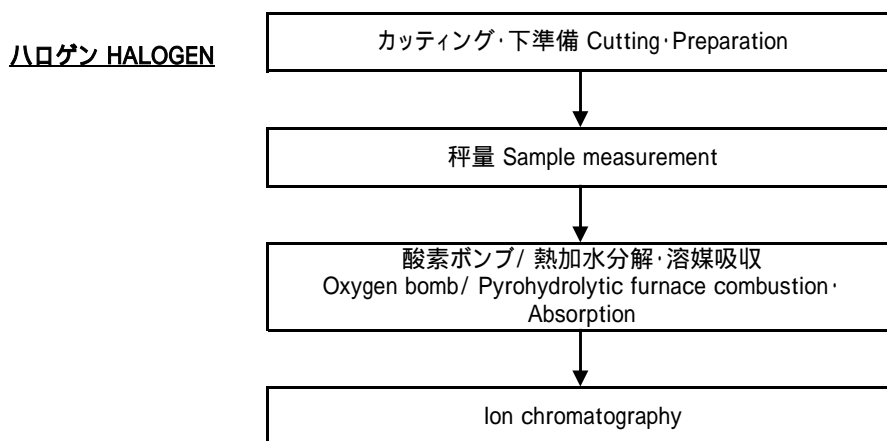 ハロゲン HALOGEN
カッティング･下準備 Cutting･Preparation
秤量 Sample measurement
酸素ボンブ/ 熱加水分解･溶媒吸収
Oxygen bomb/ Pyrohydrolytic furnace combustion･
Absorption
Ion chromatography